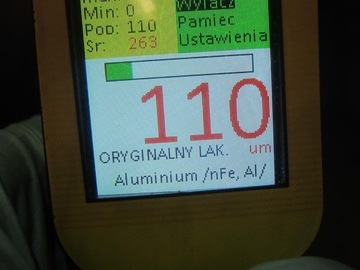 Min: 0
Pop: 110
Sr: 263
Wyłącz
Pamiec
Ustawienia
110
um
ORYGINALNY LAK.
Aluminium /nFe, Al/